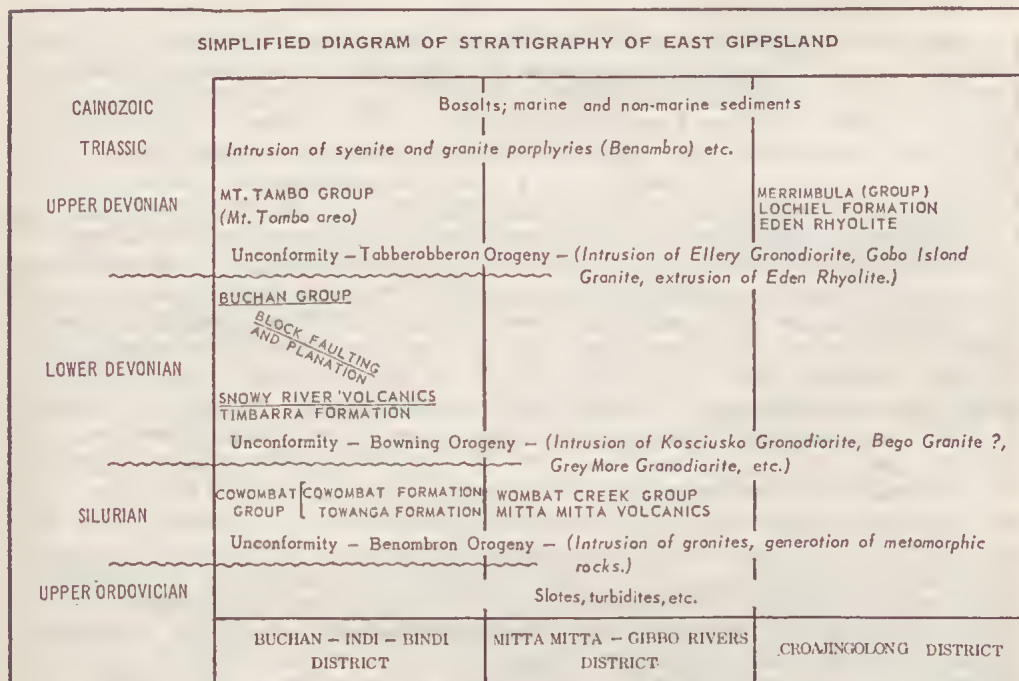 SIMPLIFIED DIAGRAM OF STRATIGRAPHY OF EAST GIPPSLAND
CAINOZOIC
Bosolts; marine and non-marine sediments
TRIASSIC
Intrusion of syenite ond gronite porphyries (Benambro) etc.
UPPER DEVONIAN
MT. TAMBO GROUP
(Mt. Tombo oreo)
MERRIMBULA (GROUP)
LOCHIEL FORMATION
EDEN RHYOLITE
Unconformity – Tobberobberon Orogeny – (Intrusion of Ellery Gronodiorite, Gobo Island
Granite, extrusion of Eden Rhyolite.)
BUCHAN GROUP
BLOCK FAULTING
AND PLANATION
LOWER DEVONIAN
SNOWY RIVER VOLCANICS
TIMBARRA FORMATION
Unconformity – Bowning Orogeny – (Intrusion of Kosciusko Gronodiorite, Bego Granite ?,
Grey More Granodiarite, etc.)
SILURIAN
COWOMBAT GROUP
COWOMBAT FORMATION
TOWANGA FORMATION
WOMBAT CREEK GROUP
MITTA MITTA VOLCANICS
Unconformity – Benombron Orogeny – (Intrusion of gronites, generotion of metomorphic
rocks.)
UPPER ORDOVICIAN
Slotes, turbidites, etc.
BUCHAN – INDI – BINDI
DISTRICT
MITTA MITTA – GIBBO RIVERS
DISTRICT
CROAJINGOLONG DISTRICT